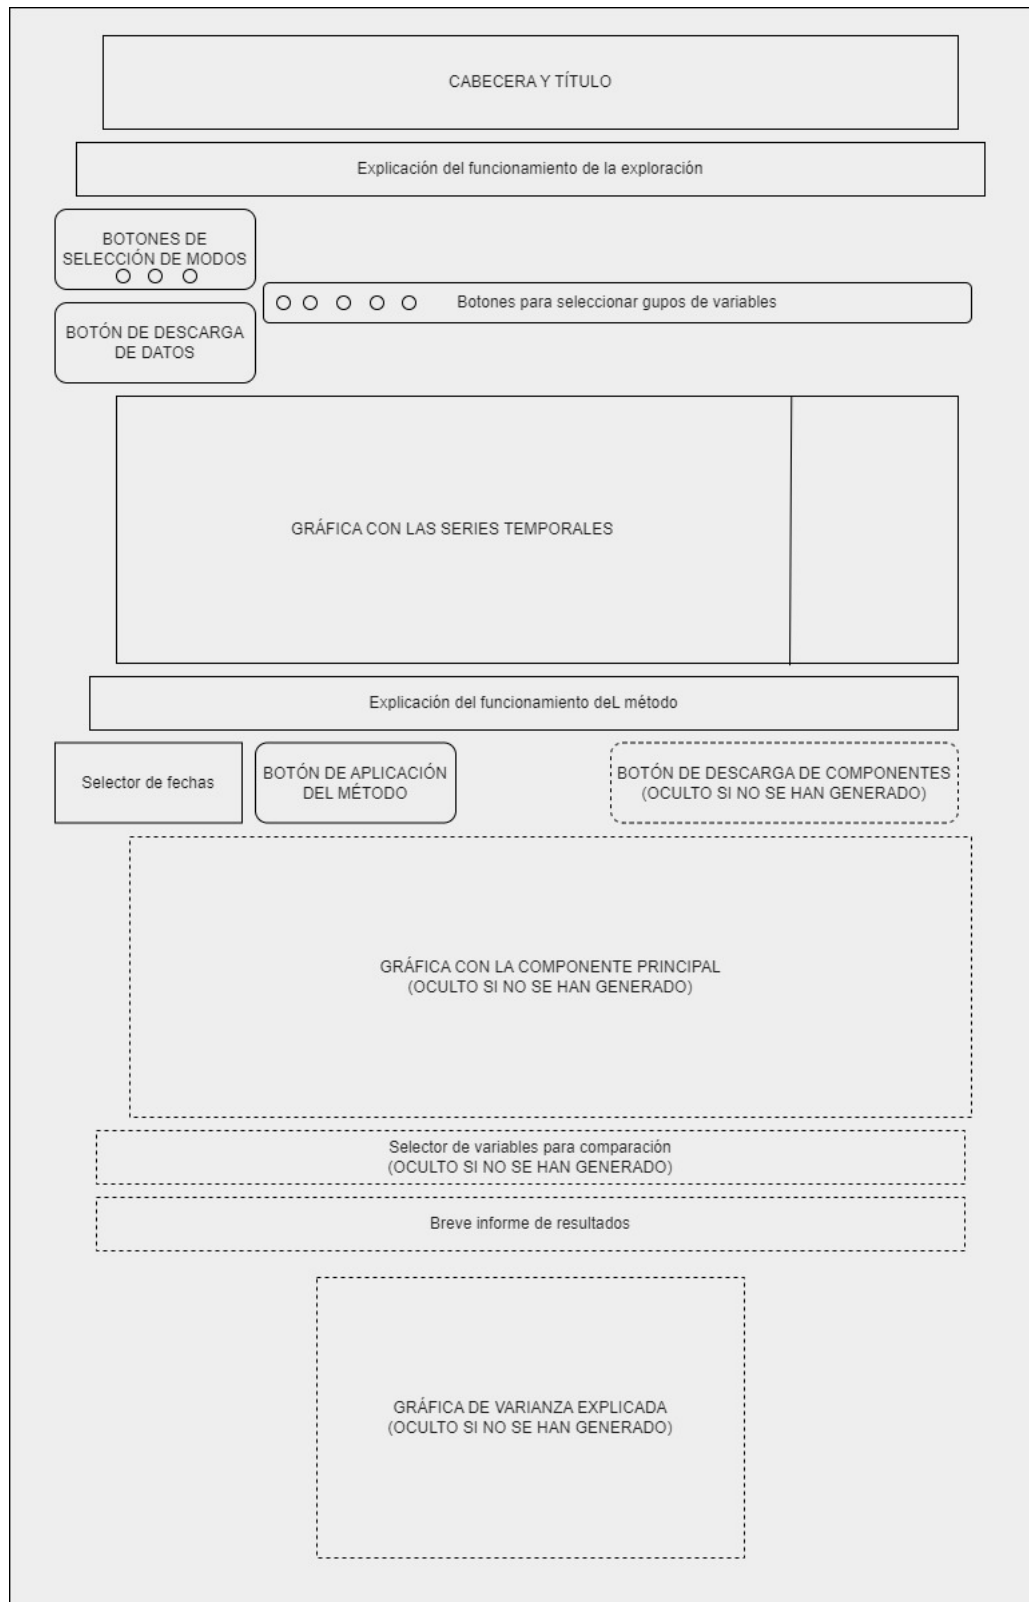 CABECERA Y TÍTULO
Explicación del funcionamiento de la exploración
BOTONES DE
SELECCIÓN DE MODOS
Botones para seleccionar gupos de variables
BOTÓN DE DESCARGA
DE DATOS
GRÁFICA CON LAS SERIES TEMPORALES
Explicación del funcionamiento deL método
Selector de fechas
BOTÓN DE APLICACIÓN
DEL MÉTODO
BOTÓN DE DESCARGA DE COMPONENTES
(OCULTO SI NO SE HAN GENERADO)
GRÁFICA CON LA COMPONENTE PRINCIPAL
(OCULTO SI NO SE HAN GENERADO)
Selector de variables para comparación
(OCULTO SI NO SE HAN GENERADO)
Breve informe de resultados
GRÁFICA DE VARIANZA EXPLICADA
(OCULTO SI NO SE HAN GENERADO)